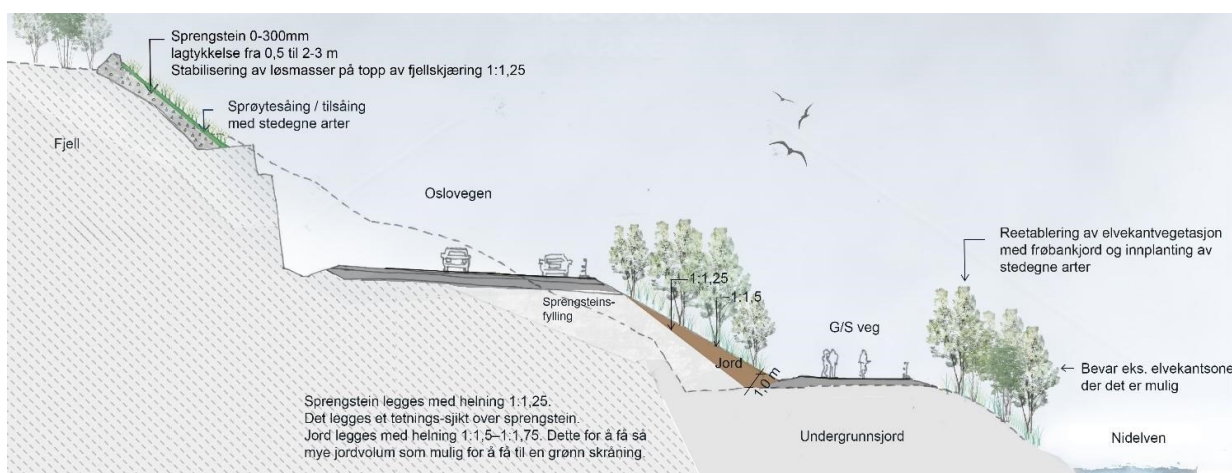 Sprengstein 0-300mm
lagtykkelse fra 0,5 til 2-3 m
Stabilisering av løsmasser på topp av fjellskjæring 1:1,25
Sprøytesåing / tilsåing
med stedegne arter
Fjell
Oslovegen
Reetablering av elvekantvegetasjon
med frøbankjord og innplanting av
stedegne arter
1:1,25
1:1,5
Sprengsteins-
fylling
G/S veg
Jord
1,0 m
Bevar eks. elvekantsone
der det er mulig
Sprengstein legges med helning 1:1,25.
Det legges et tetnings-sjikt over sprengstein.
Jord legges med helning 1:1,5–1:1,75. Dette for å få så
mye jordvolum som mulig for å få til en grønn skråning.
Undergrunnsjord
Nidelven